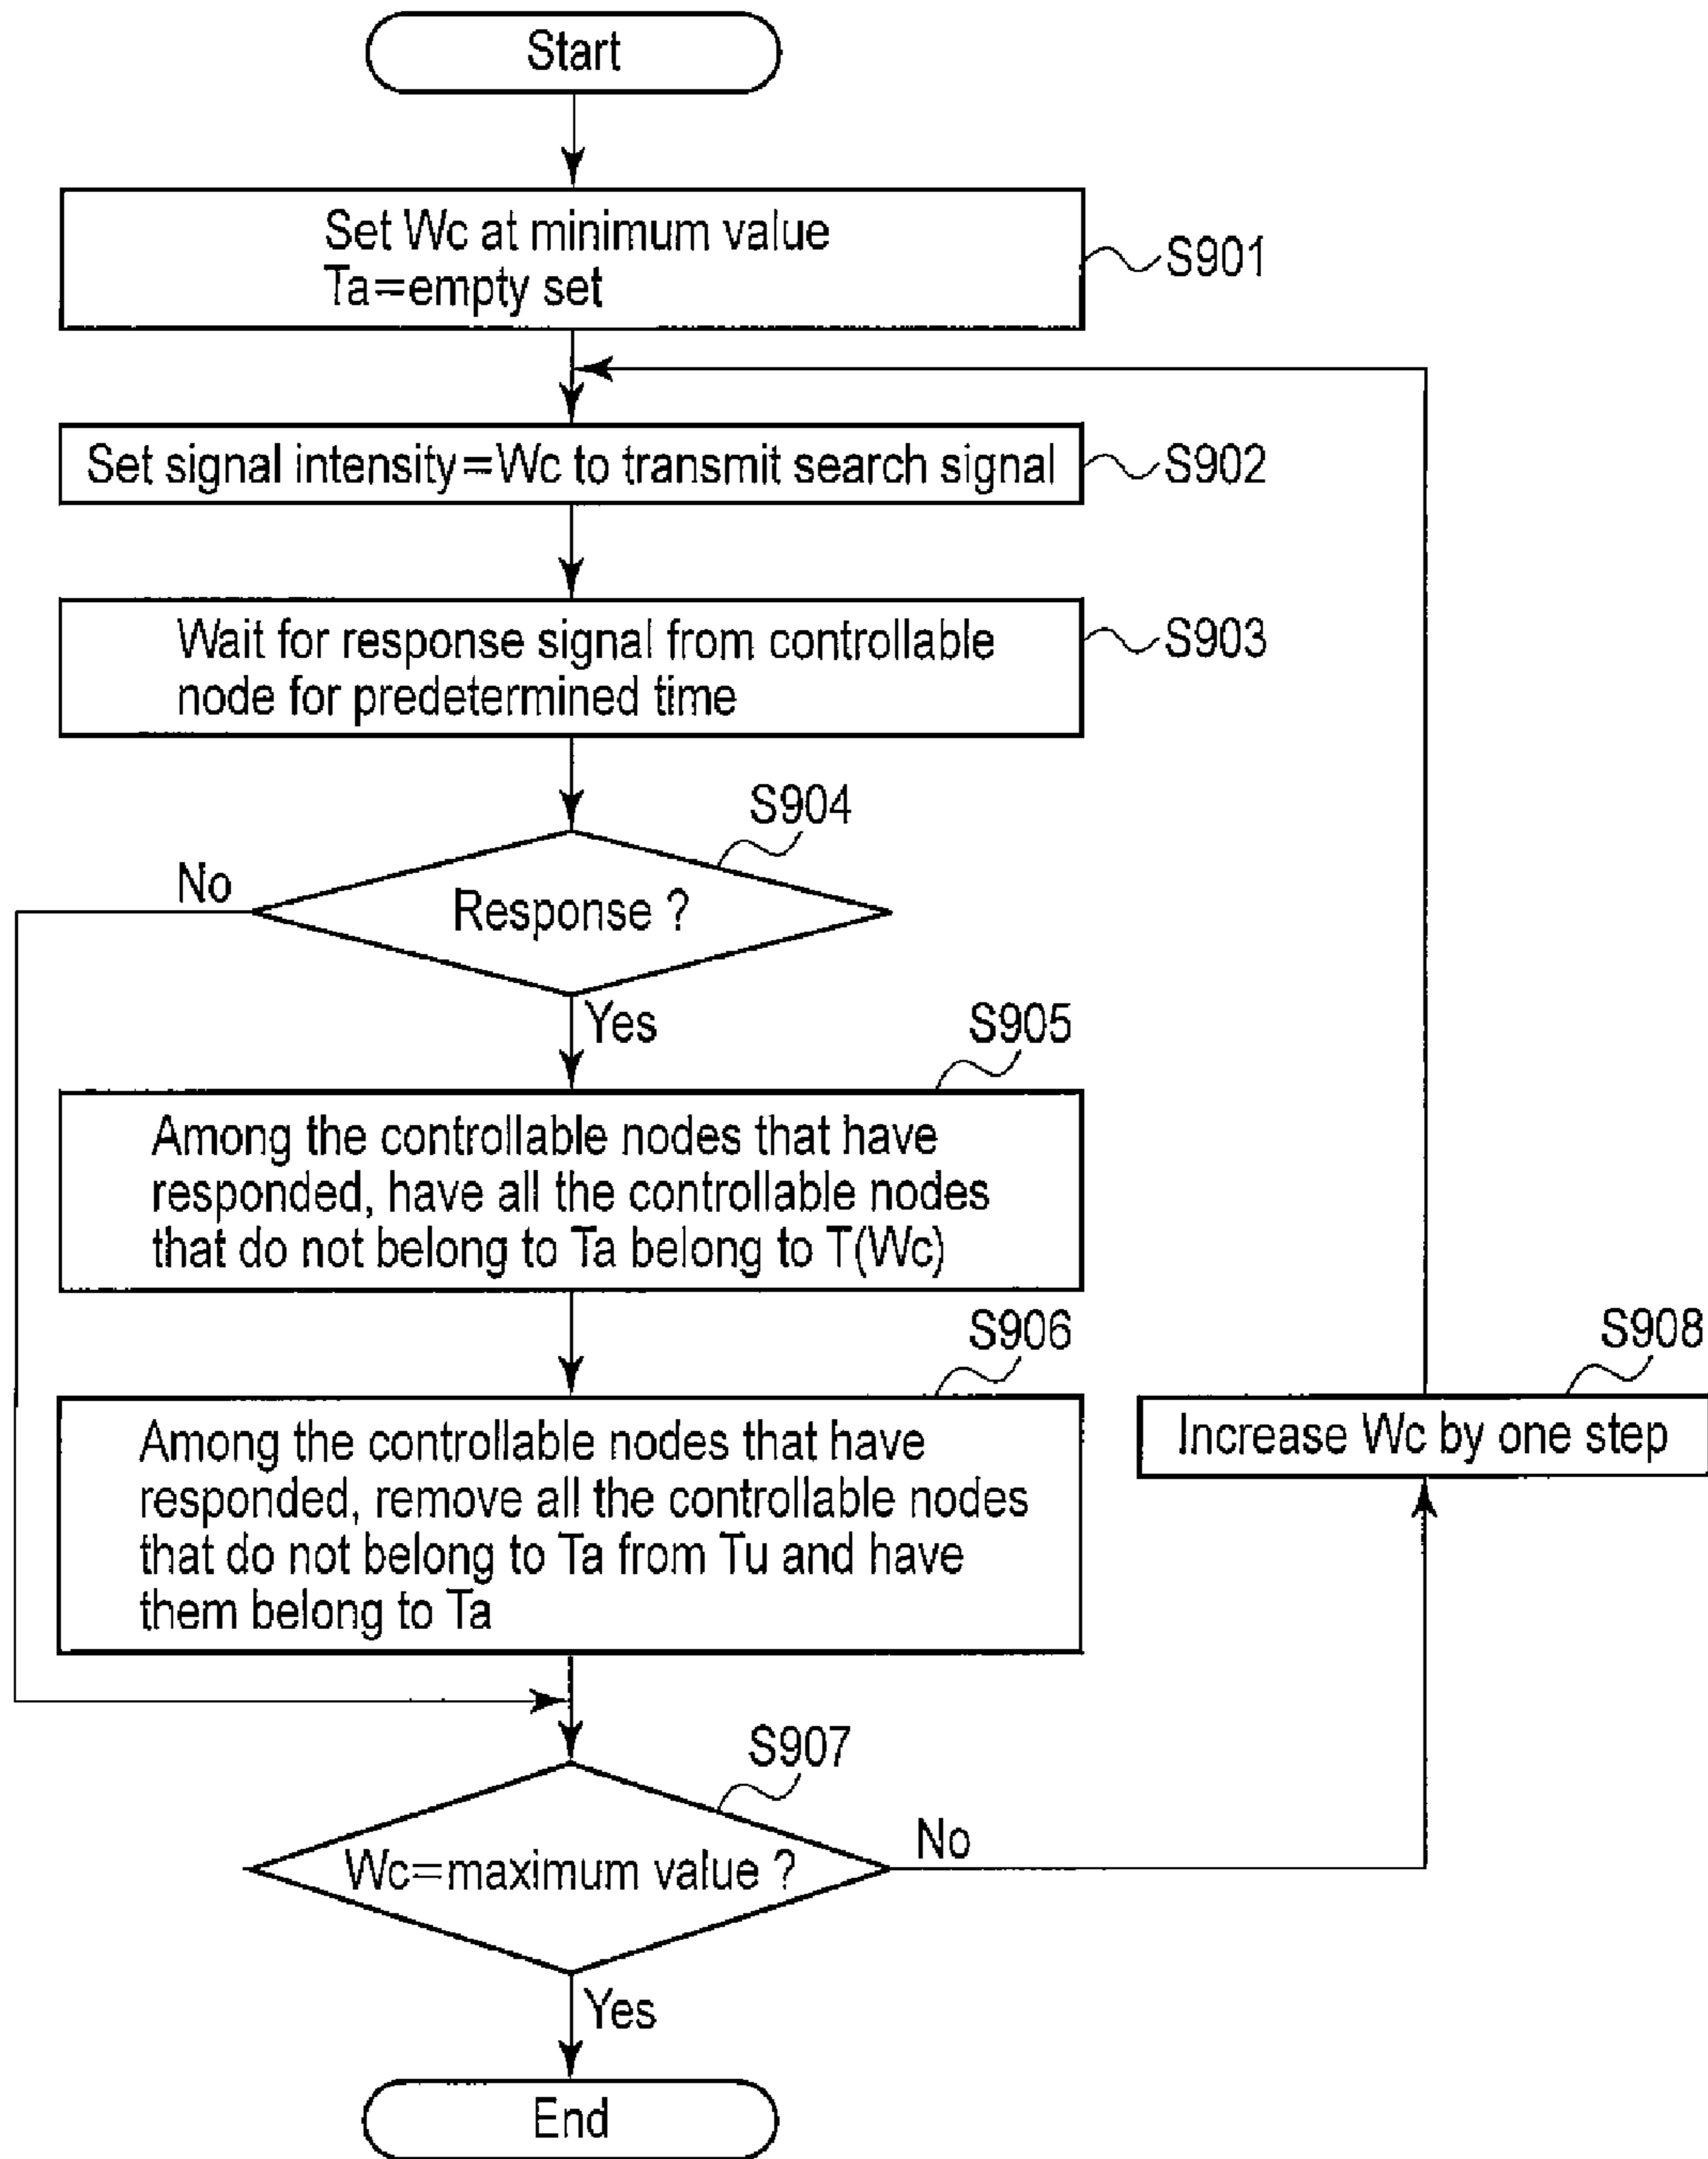 Start
Set Wc at minimum value
Ta=empty set
S901
Set signal intensity=Wc to transmit search signal
S902
Wait for response signal from controllable
node for predetermined time
S903
S904
No
Response ?
Yes
S905
Among the controllable nodes that have
responded, have all the controllable nodes
that do not belong to Ta belong to T(Wc)
S906
S908
Among the controllable nodes that have
responded, remove all the controllable nodes
that do not belong to Ta from Tu and have
them belong to Ta
Increase Wc by one step
S907
No
Wc=maximum value ?
Yes
End